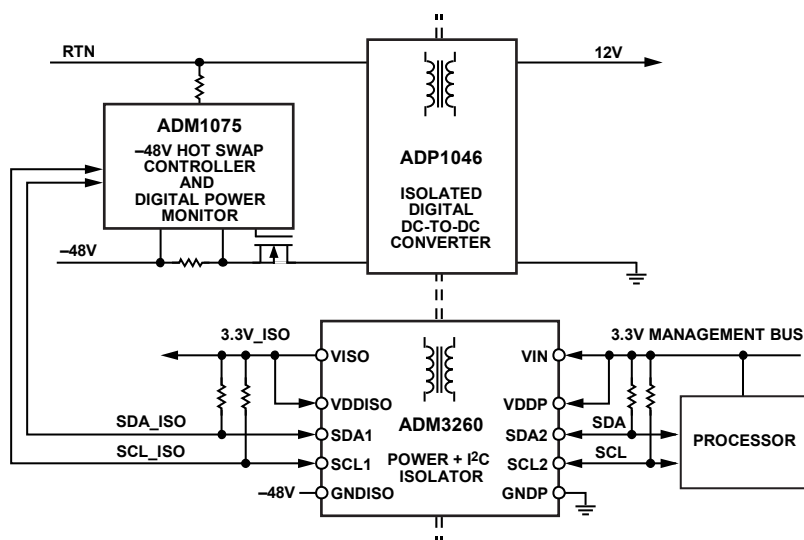 RTN
12V
ADM1075
–48V HOT SWAP
CONTROLLER
AND
DIGITAL POWER
MONITOR
ADP1046
ISOLATED
DIGITAL
DC-TO-DC
CONVERTER
–48V
3.3V_ISO
3.3V MANAGEMENT BUS
VISO
VIN
VDDISO
VDDP
ADM3260
SDA_ISO
SDA1
SDA2
SDA
PROCESSOR
SCL_ISO
SCL1
POWER + I²C
ISOLATOR
SCL2
SCL
–48V
GNDISO
GNDP